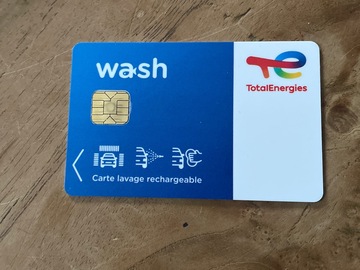 wash
TotalEnergies
Carte lavage rechargeable